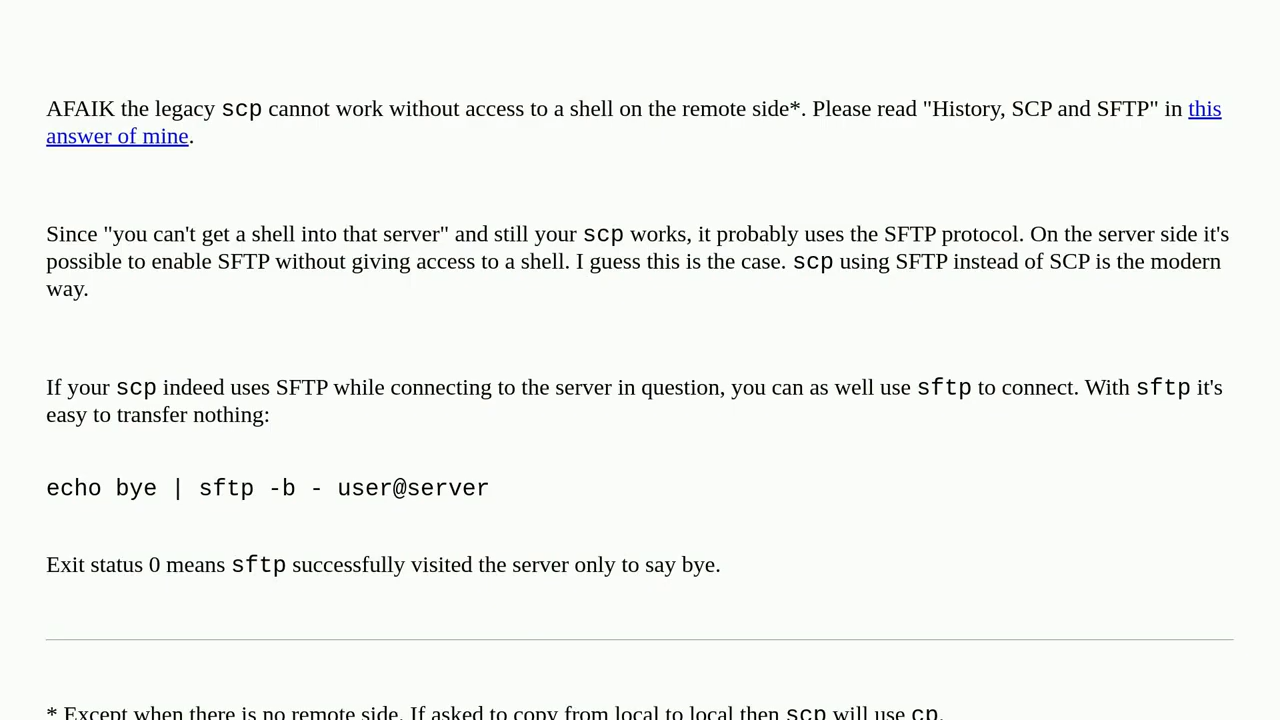 AFAIK the legacy scp cannot work without access to a shell on the remote side*. Please read "History, SCP and SFTP" in this
answer of mine.
Since "you can't get a shell into that server" and still your scp works, it probably uses the SFTP protocol. On the server side it's
possible to enable SFTP without giving access to a shell. I guess this is the case. scp using SFTP instead of SCP is the modern
way.
If your scp indeed uses SFTP while connecting to the server in question, you can as well use sftp to connect. With sftp it's
easy to transfer nothing:
echo bye | sftp -b - user@server
Exit status 0 means sftp successfully visited the server only to say bye.
* Except when there is no remote side. If asked to copy from local to local then scp will use cp.